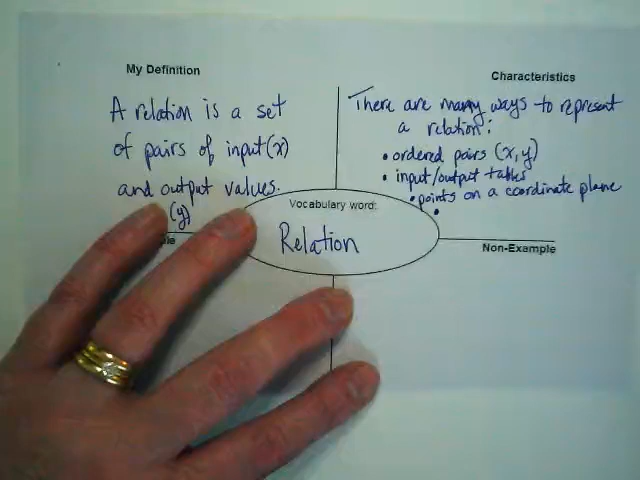 My Definition
A relation is a set
of pairs of input(x)
and output values.
(y)
Characteristics
There are many ways to represent
a relation:
• ordered pairs (x,y)
• input/output tables
• points on a coordinate plane
•
Vocabulary word:
Relation
Non-Example